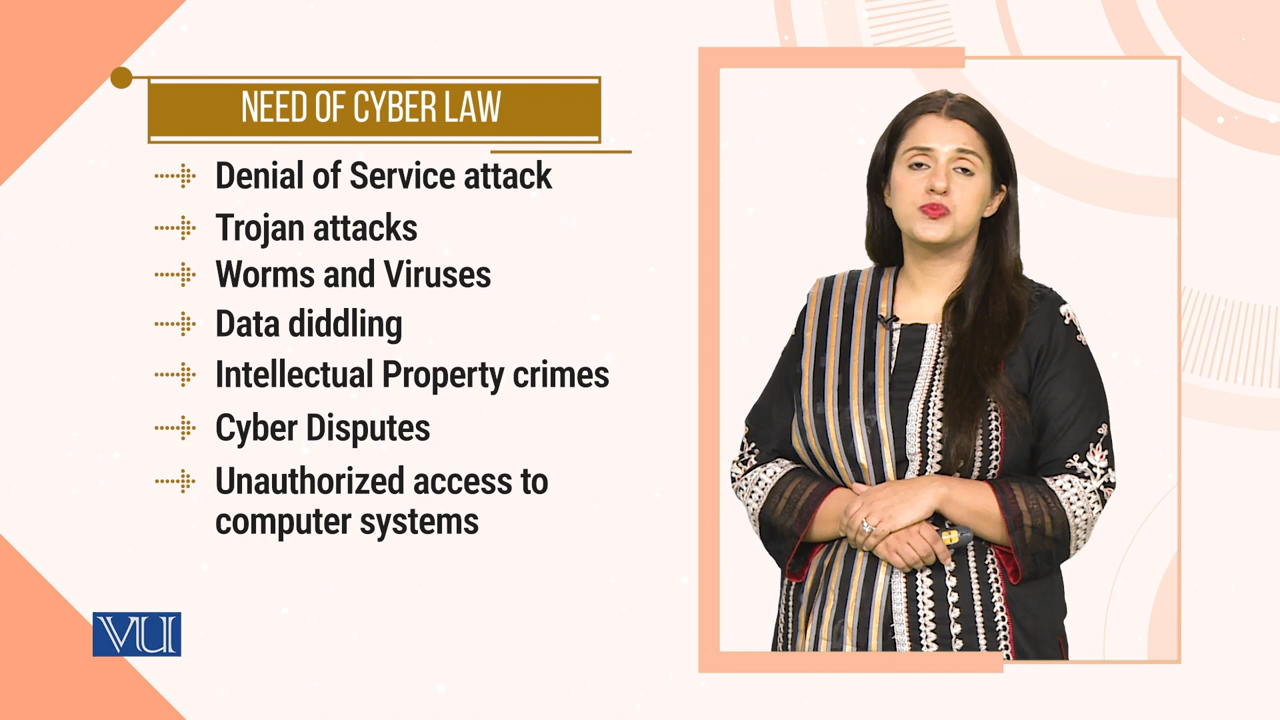 NEED OF CYBER LAW
Denial of Service attack
Trojan attacks
Worms and Viruses
Data diddling
Intellectual Property crimes
Cyber Disputes
Unauthorized access to
computer systems
VU